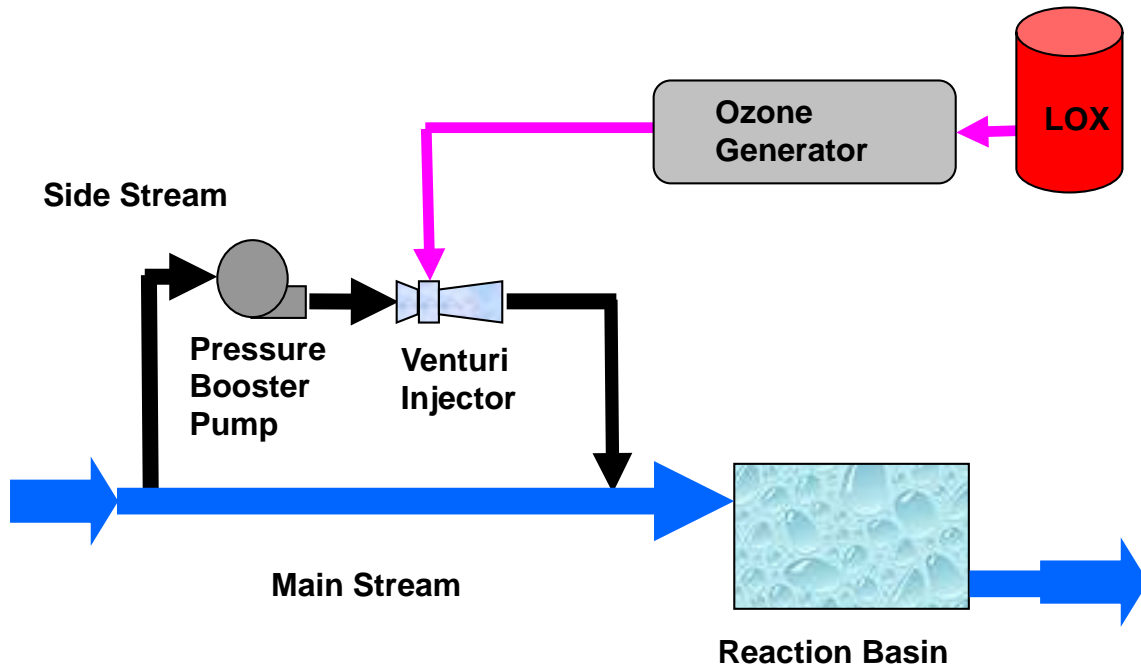 Ozone
Generator
LOX
Side Stream
Pressure
Booster
Pump
Venturi
Injector
Main Stream
Reaction Basin